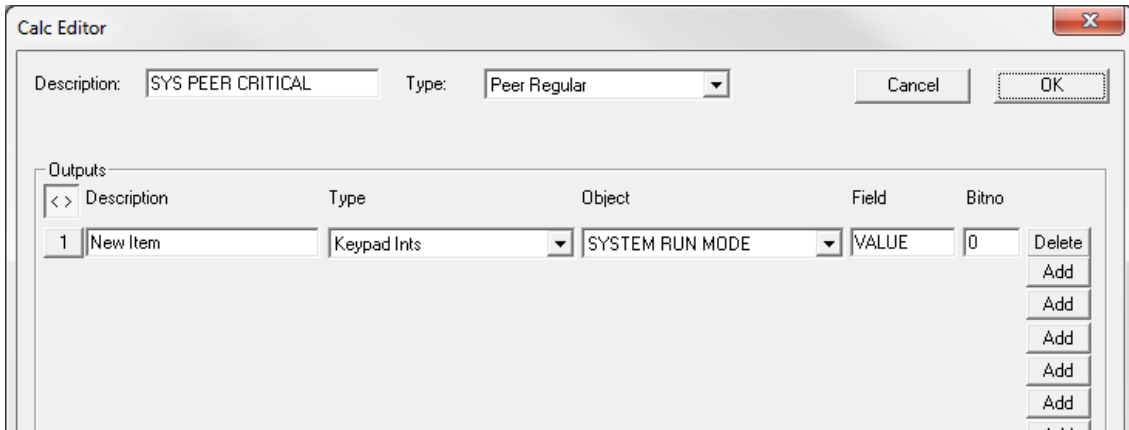 Calc Editor
Description: SYS PEER CRITICAL Type: Peer Regular Cancel OK
Outputs
< > Description Type Object Field Bitno
1 New Item Keypad Ints SYSTEM RUN MODE VALUE 0 Delete
Add
Add
Add
Add
Add